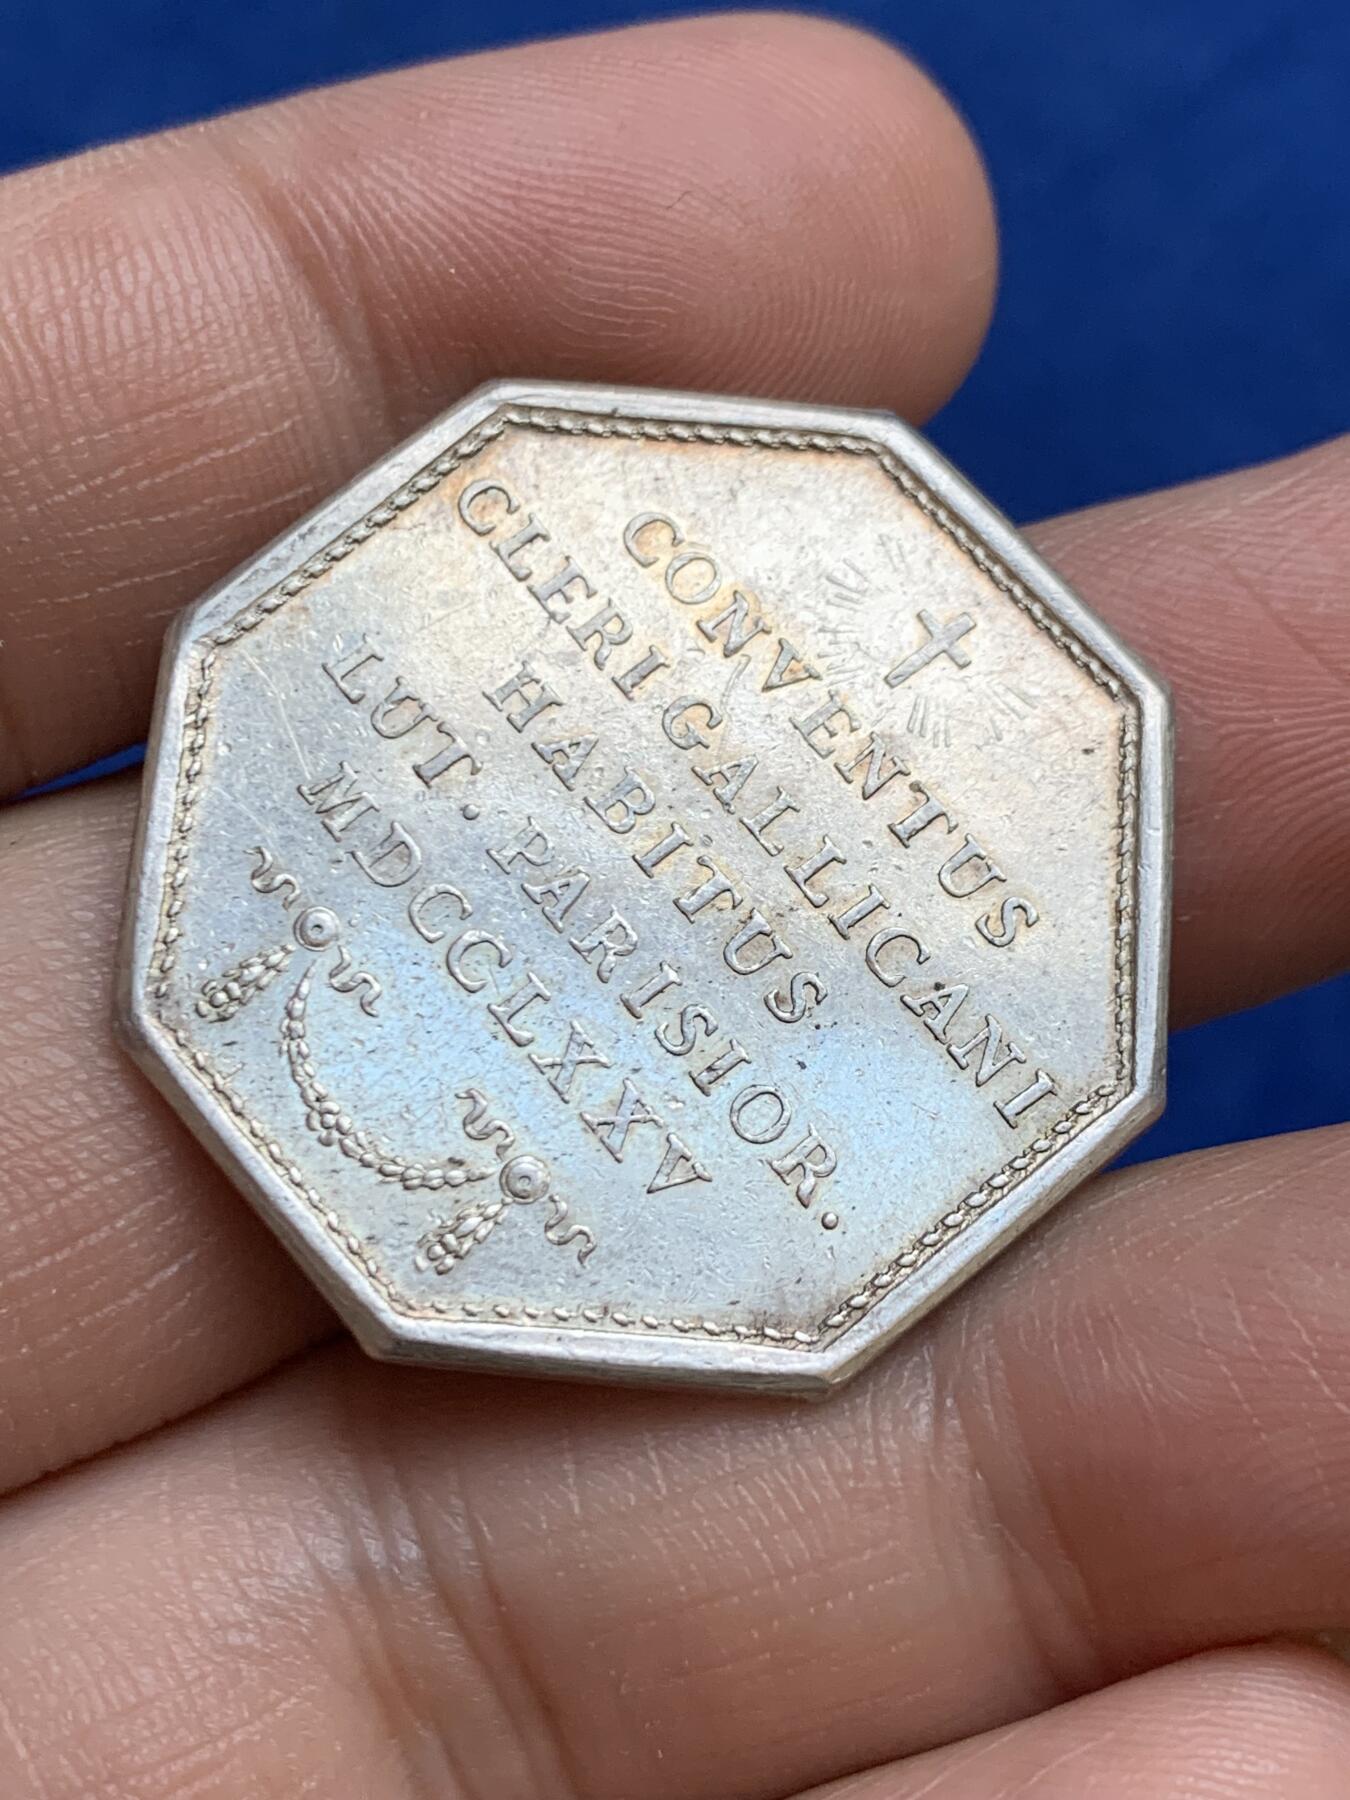 CONVENTUS
CLERI GALLICANI
HABITUS
LUT. PARISIOR.
MDCCLXXV